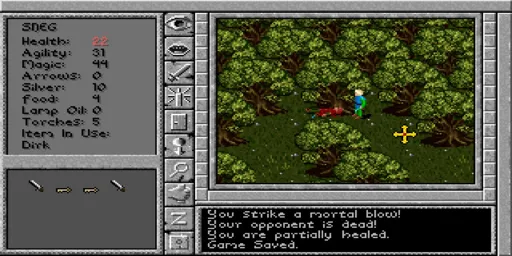 SNEG
Health: 22
Agility: 31
Magic: 44
Arrows: 0
Silver: 10
Food: 4
Lamp Oil: 0
Torches: 5
Item In Use:
Dirk
You strike a mortal blow!
Your opponent is dead!
You are partially healed.
Game Saved.